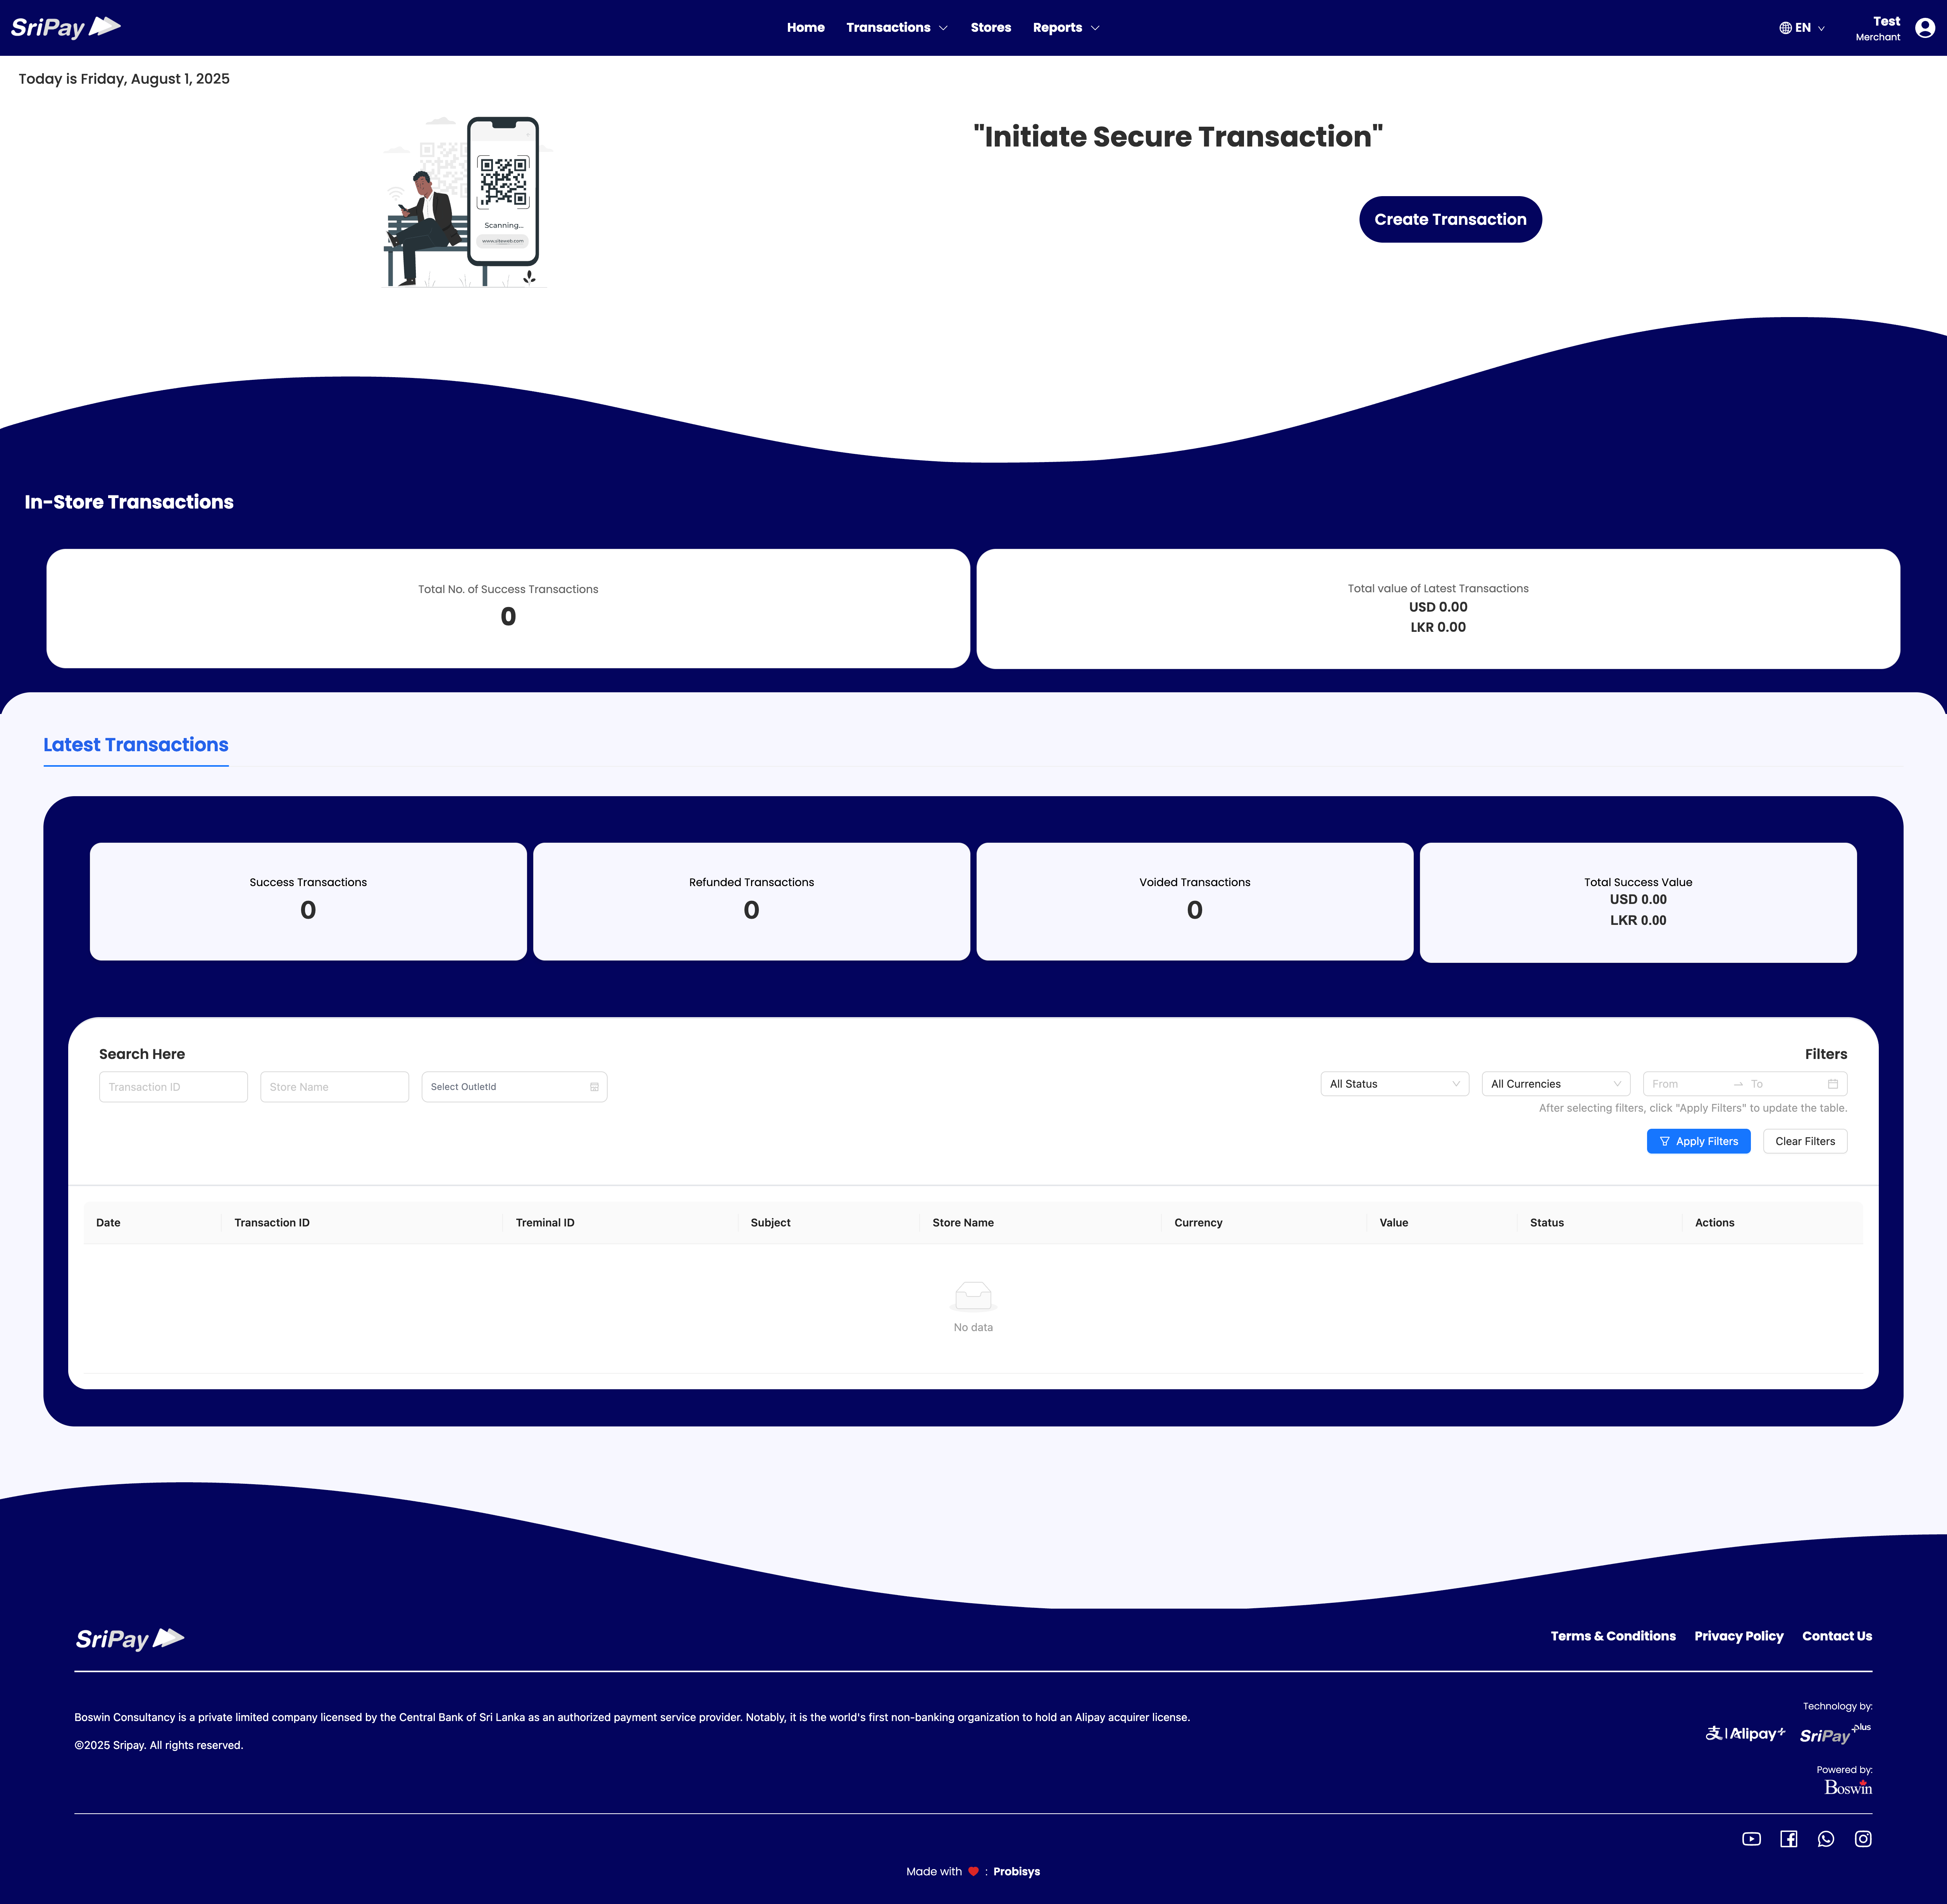 SriPay
Home Transactions Stores Reports
EN
Test
Merchant
Today is Friday, August 1, 2025
"Initiate Secure Transaction"
Scanning...
Create Transaction
In-Store Transactions
Total No. of Success Transactions
0
Total value of Latest Transactions
USD 0.00
LKR 0.00
Latest Transactions
Success Transactions
0
Refunded Transactions
0
Voided Transactions
0
Total Success Value
USD 0.00
LKR 0.00
Search Here
Transaction ID
Store Name
Select OutletId
Filters
All Status
All Currencies
From
To
After selecting filters, click "Apply Filters" to update the table.
Apply Filters
Clear Filters
Date Transaction ID Treminal ID Subject Store Name Currency Value Status Actions
No data
SriPay
Terms & Conditions Privacy Policy Contact Us
Boswin Consultancy is a private limited company licensed by the Central Bank of Sri Lanka as an authorized payment service provider. Notably, it is the world's first non-banking organization to hold an Alipay acquirer license.
©2025 Sripay. All rights reserved.
Technology by:
支 Alipay+
SriPay +plus
Powered by:
Boswin
Made with ❤ : Probisys